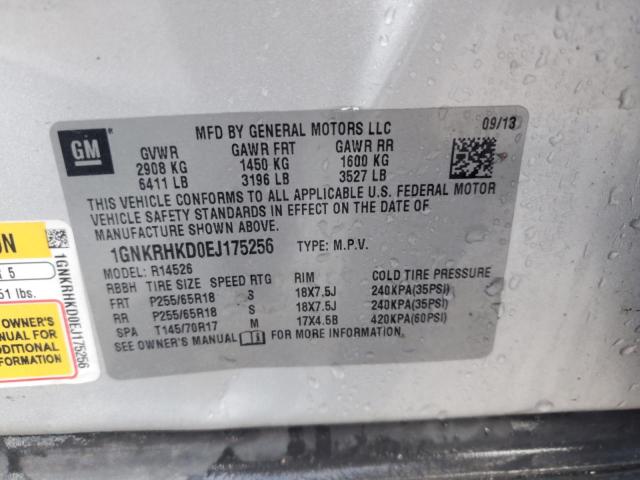 GM
MFD BY GENERAL MOTORS LLC
09/13
GVWR GAWR FRT GAWR RR
2908 KG 1450 KG 1600 KG
6411 LB 3196 LB 3527 LB
THIS VEHICLE CONFORMS TO ALL APPLICABLE U.S. FEDERAL MOTOR
VEHICLE SAFETY STANDARDS IN EFFECT ON THE DATE OF
MANUFACTURE SHOWN ABOVE.
1GNKRHKD0EJ175256 TYPE: M.P.V.
MODEL: R14526
RBBH TIRE SIZE SPEED RTG RIM COLD TIRE PRESSURE
FRT P255/65R18 S 18X7.5J 240KPA(35PSI)
RR P255/65R18 S 18X7.5J 240KPA(35PSI)
SPA T145/70R17 M 17X4.5B 420KPA(60PSI)
SEE OWNER'S MANUAL FOR MORE INFORMATION.
5
51 lbs.
OWNER'S
FOR
1GNKRHKD0EJ175256